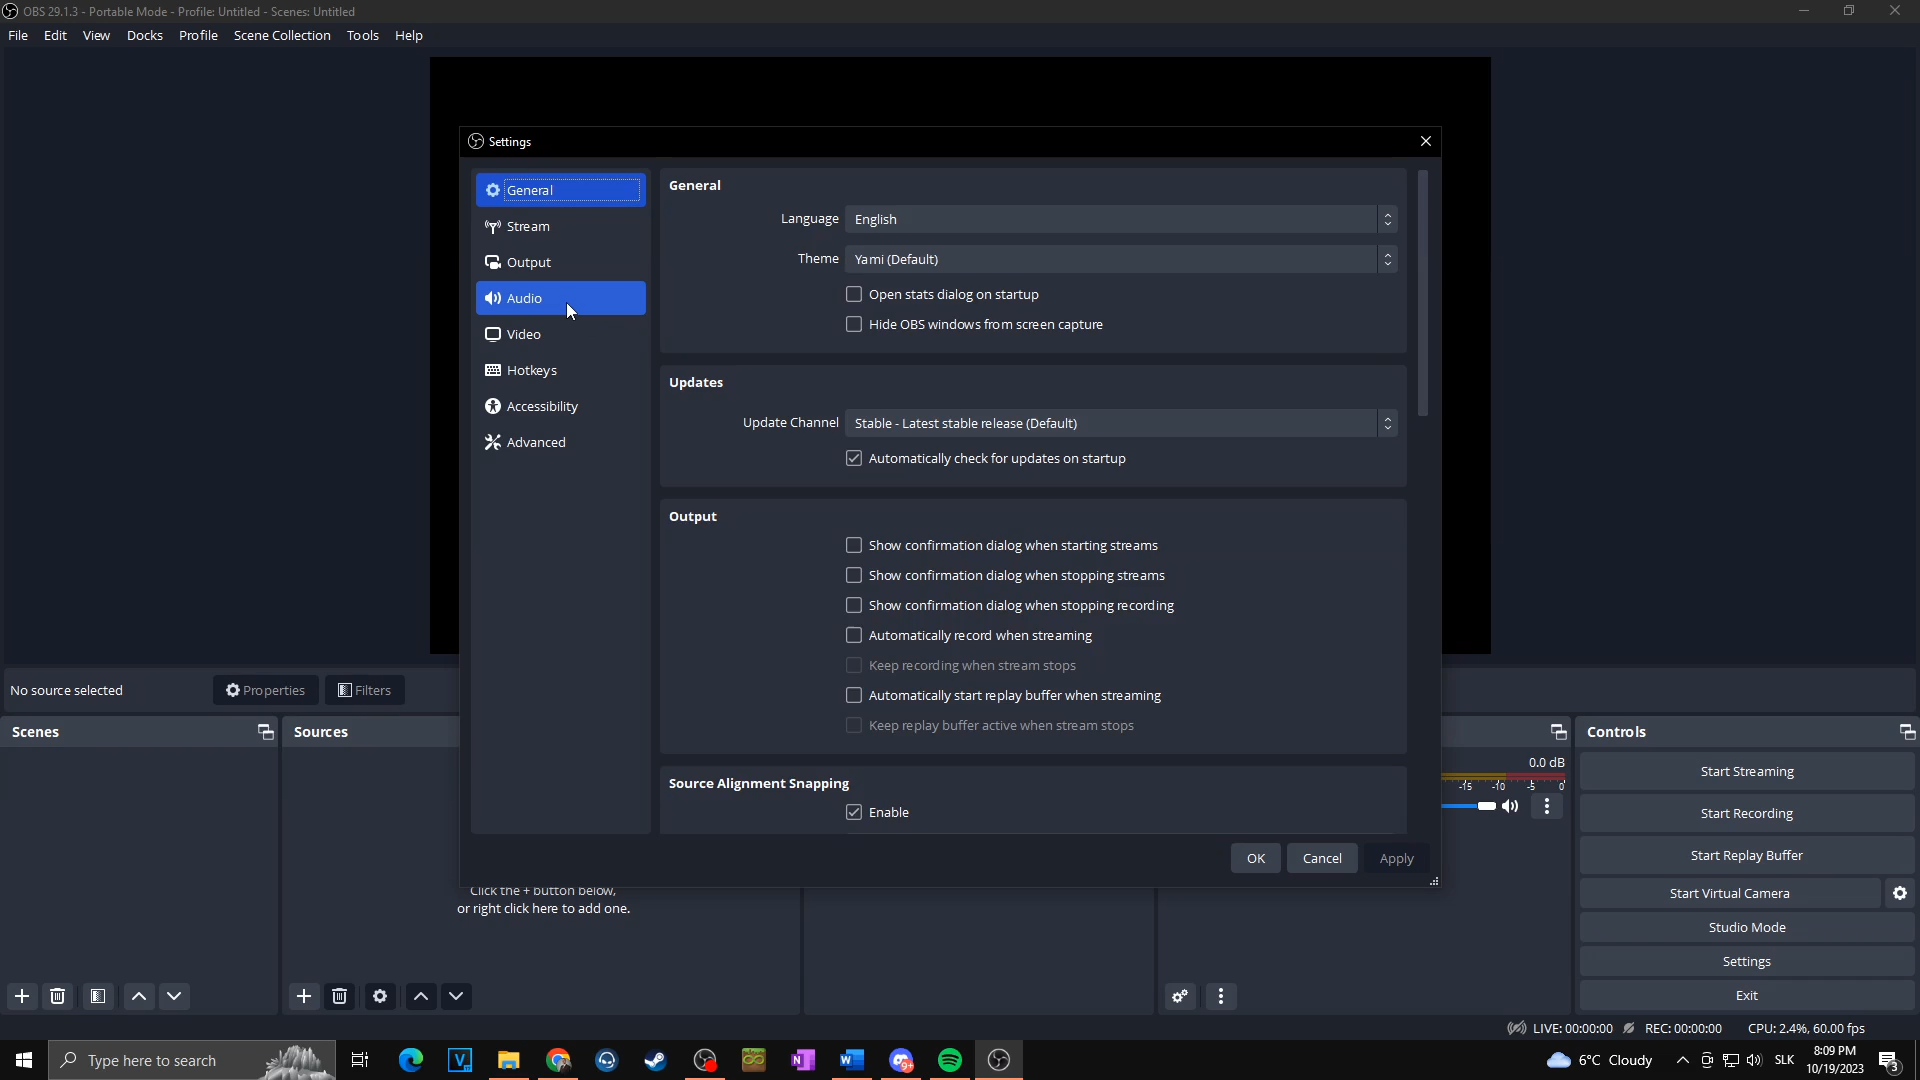 OBS 29.1.3 - Portable Mode - Profile: Untitled - Scenes: Untitled
File Edit View Docks Profile Scene Collection Tools Help
Settings
General
Stream
Output
Audio
Video
Hotkeys
Accessibility
Advanced
General
Language English
Theme Yami (Default)
Open stats dialog on startup
Hide OBS windows from screen capture
Updates
Update Channel Stable - Latest stable release (Default)
Automatically check for updates on startup
Output
Show confirmation dialog when starting streams
Show confirmation dialog when stopping streams
Show confirmation dialog when stopping recording
Automatically record when streaming
Keep recording when stream stops
Automatically start replay buffer when streaming
Keep replay buffer active when stream stops
Source Alignment Snapping
Enable
OK Cancel Apply
No source selected Properties Filters
Scenes
Sources
Click the + button below,
or right click here to add one.
0.0 dB
-15 -10 -5 0
Controls
Start Streaming
Start Recording
Start Replay Buffer
Start Virtual Camera
Studio Mode
Settings
Exit
LIVE: 00:00:00 REC: 00:00:00 CPU: 2.4%, 60.00 fps
Type here to search
6°C Cloudy SLK
8:09 PM
10/19/2023
3